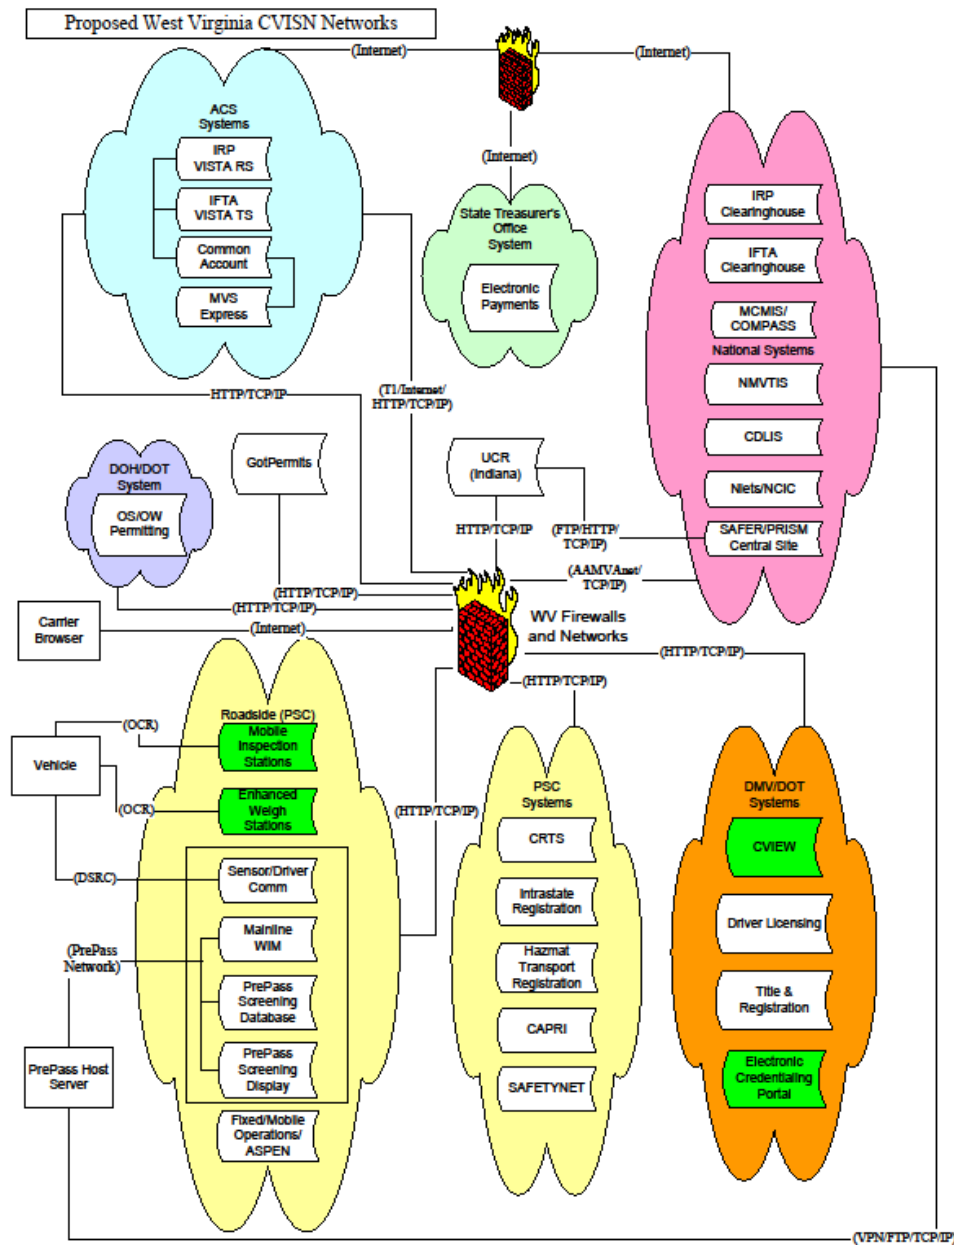 Proposed West Virginia CVISN Networks
(Internet)
(Internet)
ACS
Systems
IRP
VISTA RS
IFTA
VISTA TS
Common
Account
MVS
Express
(Internet)
State Treasurer's
Office
System
Electronic
Payments
IRP
Clearinghouse
IFTA
Clearinghouse
MCMIS/
COMPASS
National Systems
NMVTIS
CDLIS
Nlets/NCIC
SAFER/PRISM
Central Site
HTTP/TCP/IP
(T1/Internet/
HTTP/TCP/IP)
DOH/DOT
System
OS/OW
Permitting
GotPermits
UCR
(Indiana)
HTTP/TCP/IP
(FTP/HTTP/
TCP/IP)
(AAMVAnet/
TCP/IP)
(HTTP/TCP/IP)
(HTTP/TCP/IP)
Carrier
Browser
(Internet)
WV Firewalls
and Networks
(HTTP/TCP/IP)
(HTTP/TCP/IP)
Roadside (PSC)
Mobile
Inspection
Stations
(OCR)
Vehicle
Enhanced
Weigh
Stations
(OCR)
(HTTP/TCP/IP)
Sensor/Driver
Comm
(DSRC)
Mainline
WIM
(PrePass
Network)
PrePass
Screening
Database
PrePass
Screening
Display
PrePass Host
Server
Fixed/Mobile
Operations/
ASPEN
PSC
Systems
CRTS
Intrastate
Registration
Hazmat
Transport
Registration
CAPRI
SAFETYNET
DMV/DOT
Systems
CVIEW
Driver Licensing
Title &
Registration
Electronic
Credentialing
Portal
(VPN/FTP/TCP/IP)